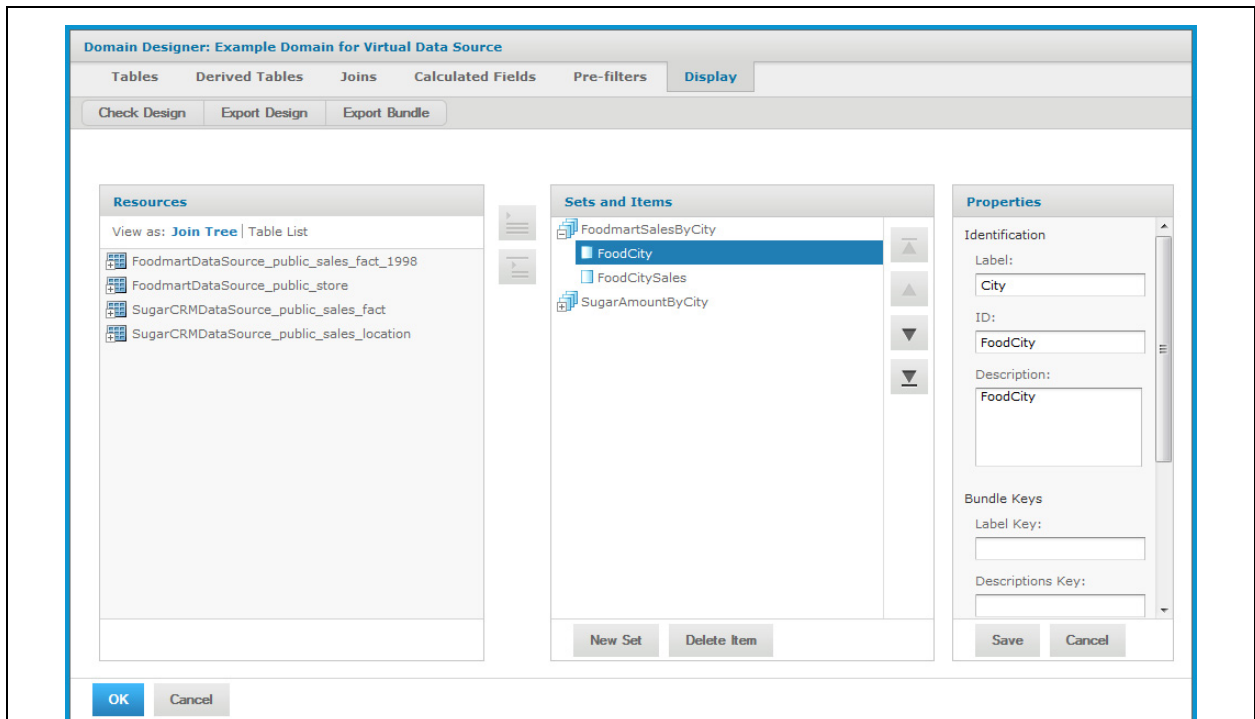 Domain Designer: Example Domain for Virtual Data Source
Tables Derived Tables Joins Calculated Fields Pre-filters Display
Check Design Export Design Export Bundle
Resources
View as: Join Tree | Table List
FoodmartDataSource_public_sales_fact_1998
FoodmartDataSource_public_store
SugarCRMDataSource_public_sales_fact
SugarCRMDataSource_public_sales_location
Sets and Items
FoodmartSalesByCity
FoodCity
FoodCitySales
SugarAmountByCity
New Set Delete Item
Properties
Identification
Label:
City
ID:
FoodCity
Description:
FoodCity
Bundle Keys
Label Key:
Descriptions Key:
Save Cancel
OK Cancel